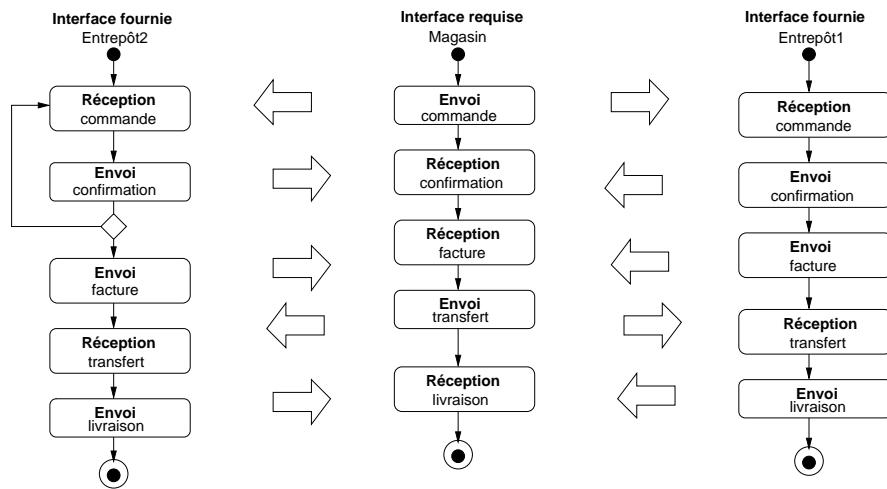 Interface fournie
Entrepôt2
Réception
commande
Envoi
confirmation
Envoi
facture
Réception
transfert
Envoi
livraison
Interface requise
Magasin
Envoi
commande
Réception
confirmation
Réception
facture
Envoi
transfert
Réception
livraison
Interface fournie
Entrepôt1
Réception
commande
Envoi
confirmation
Envoi
facture
Réception
transfert
Envoi
livraison